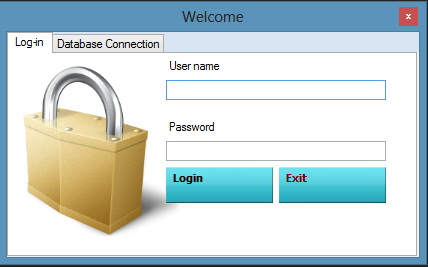 Welcome
x
Log-in
Database Connection
User name
Password
Login
Exit